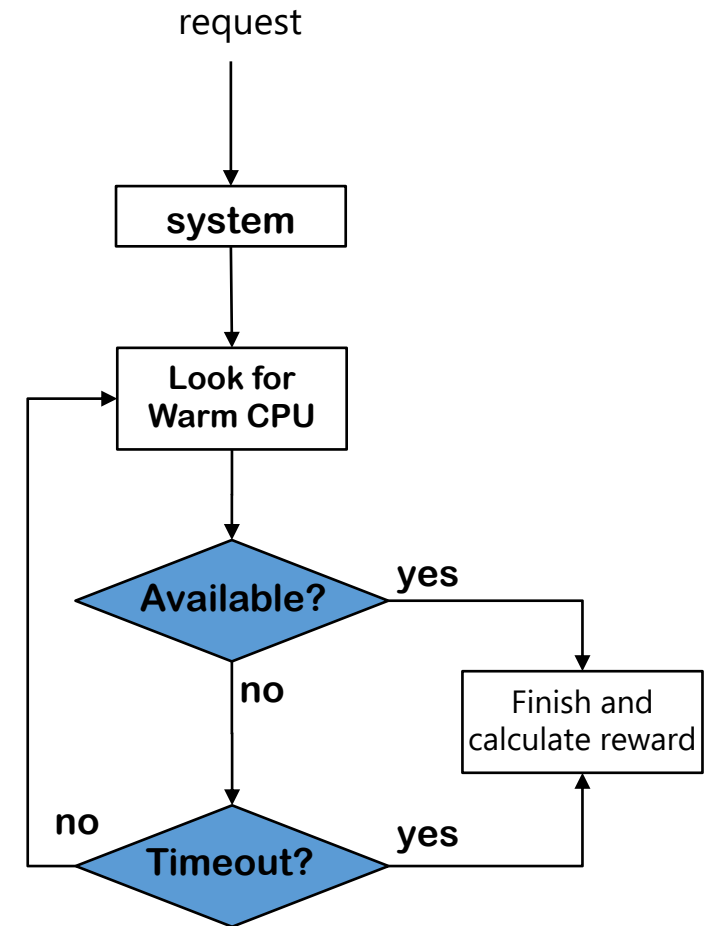 request
system
Look for
Warm CPU
Available?
yes
no
Finish and
calculate reward
no
Timeout?
yes